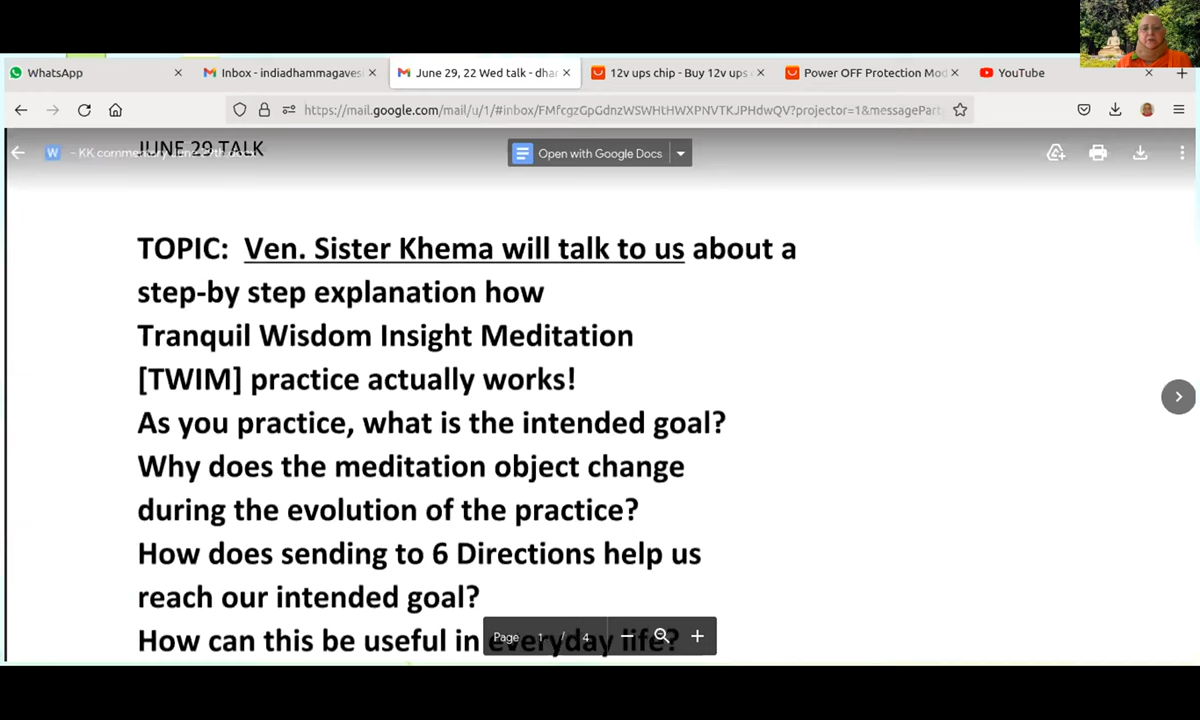 WhatsApp
Inbox - indiadhammagaves
June 29, 22 Wed talk - dha
12v ups chip - Buy 12v ups
Power OFF Protection Mod
YouTube
https://mail.google.com/mail/u/1/#inbox/FMfcgzGpGdnzWSWHtHWXPNVTKJPHdwQV?projector=1&messagePart
JUNE 29 TALK
W - KK comm
Open with Google Docs
TOPIC: Ven. Sister Khema will talk to us about a
step-by step explanation how
Tranquil Wisdom Insight Meditation
[TWIM] practice actually works!
As you practice, what is the intended goal?
Why does the meditation object change
during the evolution of the practice?
How does sending to 6 Directions help us
reach our intended goal?
How can this be useful in everyday life?
Page 1 / 4